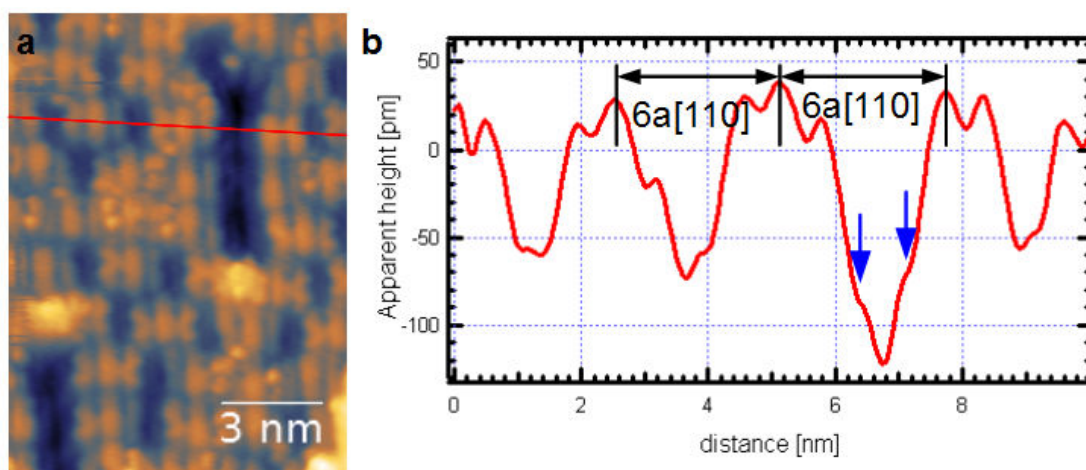 a
3 nm
b
6a[110] 6a[110]
50
0
-50
-100
0 2 4 6 8
Apparent height [pm]
distance [nm]